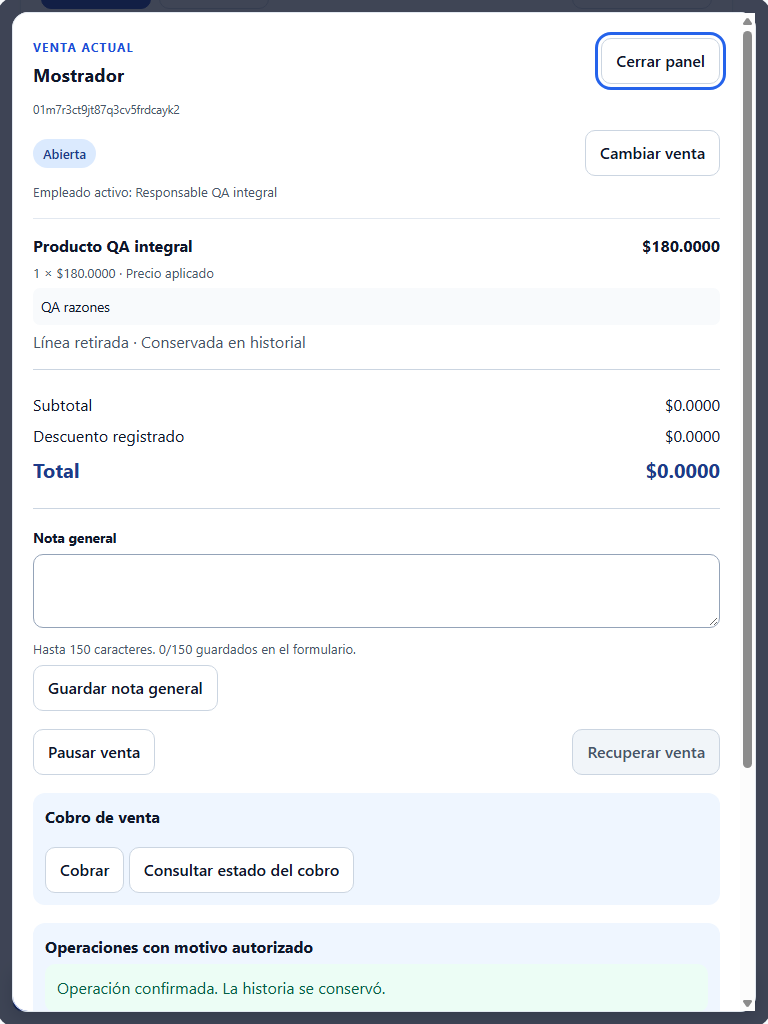 VENTA ACTUAL
Cerrar panel
Mostrador
01m7r3ct9jt87q3cv5frdcayk2
Abierta
Cambiar venta
Empleado activo: Responsable QA integral
Producto QA integral
$180.0000
1 × $180.0000 · Precio aplicado
QA razones
Línea retirada · Conservada en historial
Subtotal
$0.0000
Descuento registrado
$0.0000
Total
$0.0000
Nota general
Hasta 150 caracteres. 0/150 guardados en el formulario.
Guardar nota general
Pausar venta
Recuperar venta
Cobro de venta
Cobrar
Consultar estado del cobro
Operaciones con motivo autorizado
Operación confirmada. La historia se conservó.